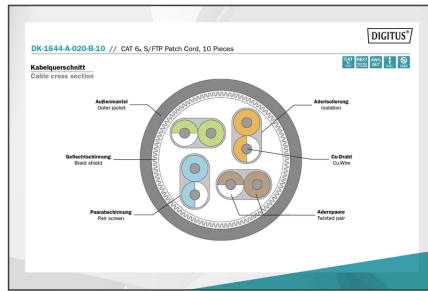 DIGITUS®
DK-1644-A-020-B-10 // CAT 6A S/FTP Patch Cord, 10 Pieces
Kabelquerschnitt
Cable cross section
Außenmantel
Outer jacket
Aderisolierung
Isolation
Geflechtschirmung
Braid shield
Cu-Draht
Cu-Wire
Paarabschirmung
Pair screen
Adernpaare
Twisted pair